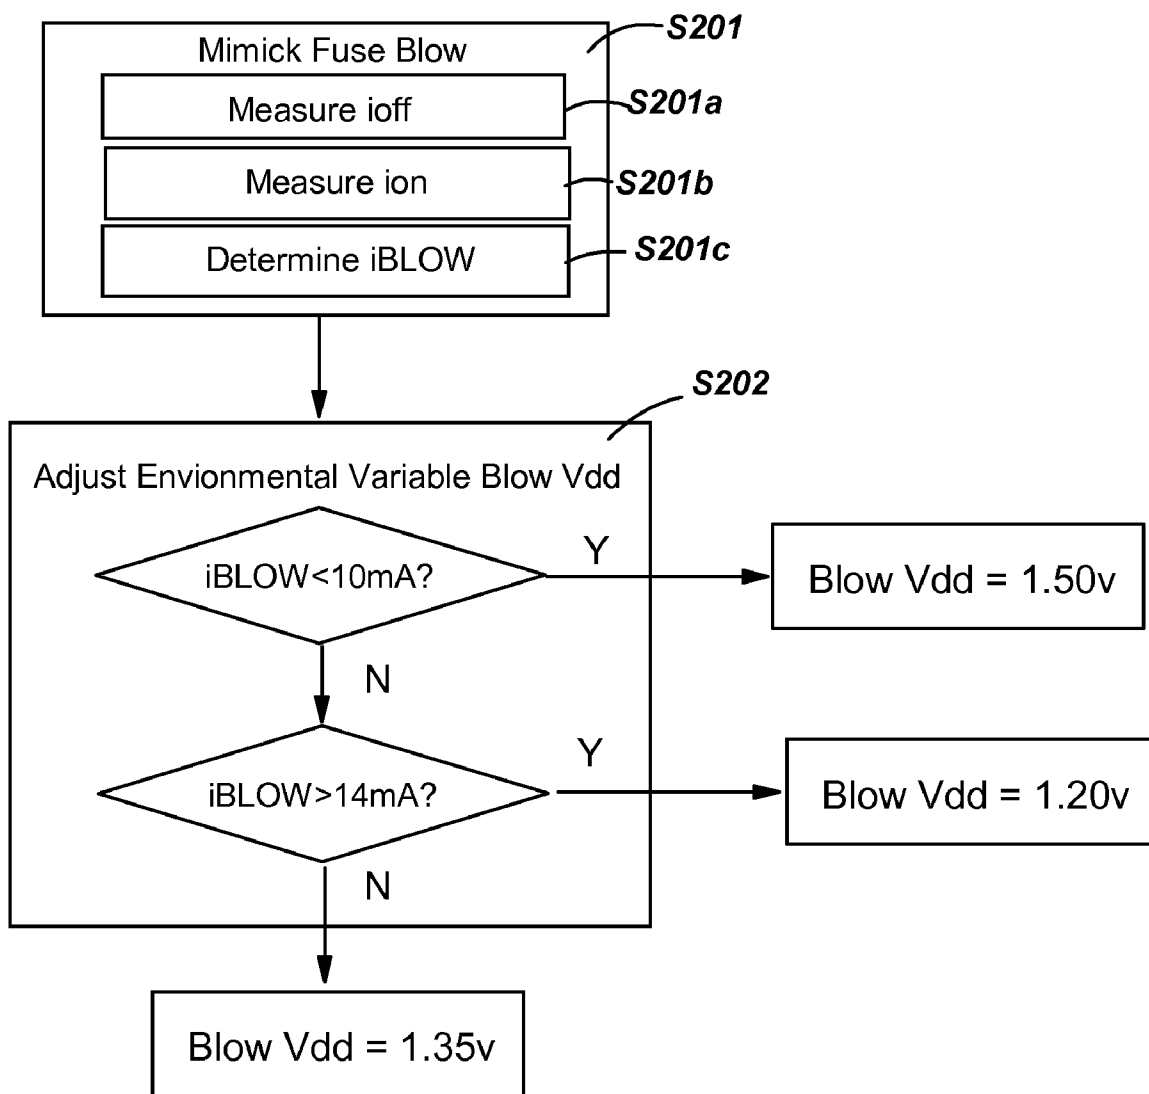 S201
Mimick Fuse Blow
Measure ioff
S201a
Measure ion
S201b
Determine iBLOW
S201c
S202
Adjust Envionmental Variable Blow Vdd
iBLOW<10mA?
Y
Blow Vdd = 1.50v
N
iBLOW>14mA?
Y
Blow Vdd = 1.20v
N
Blow Vdd = 1.35v